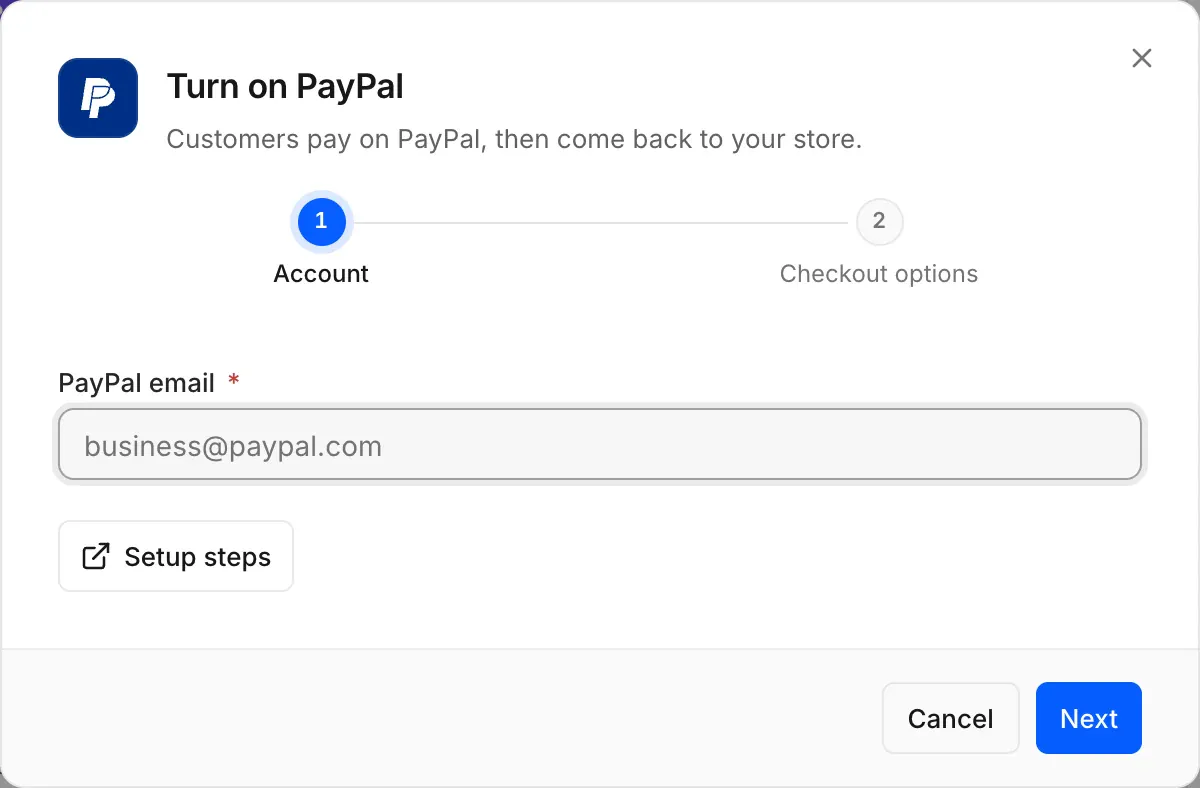 Turn on PayPal
Customers pay on PayPal, then come back to your store.
1
2
Account
Checkout options
PayPal email *
business@paypal.com
Setup steps
Cancel
Next